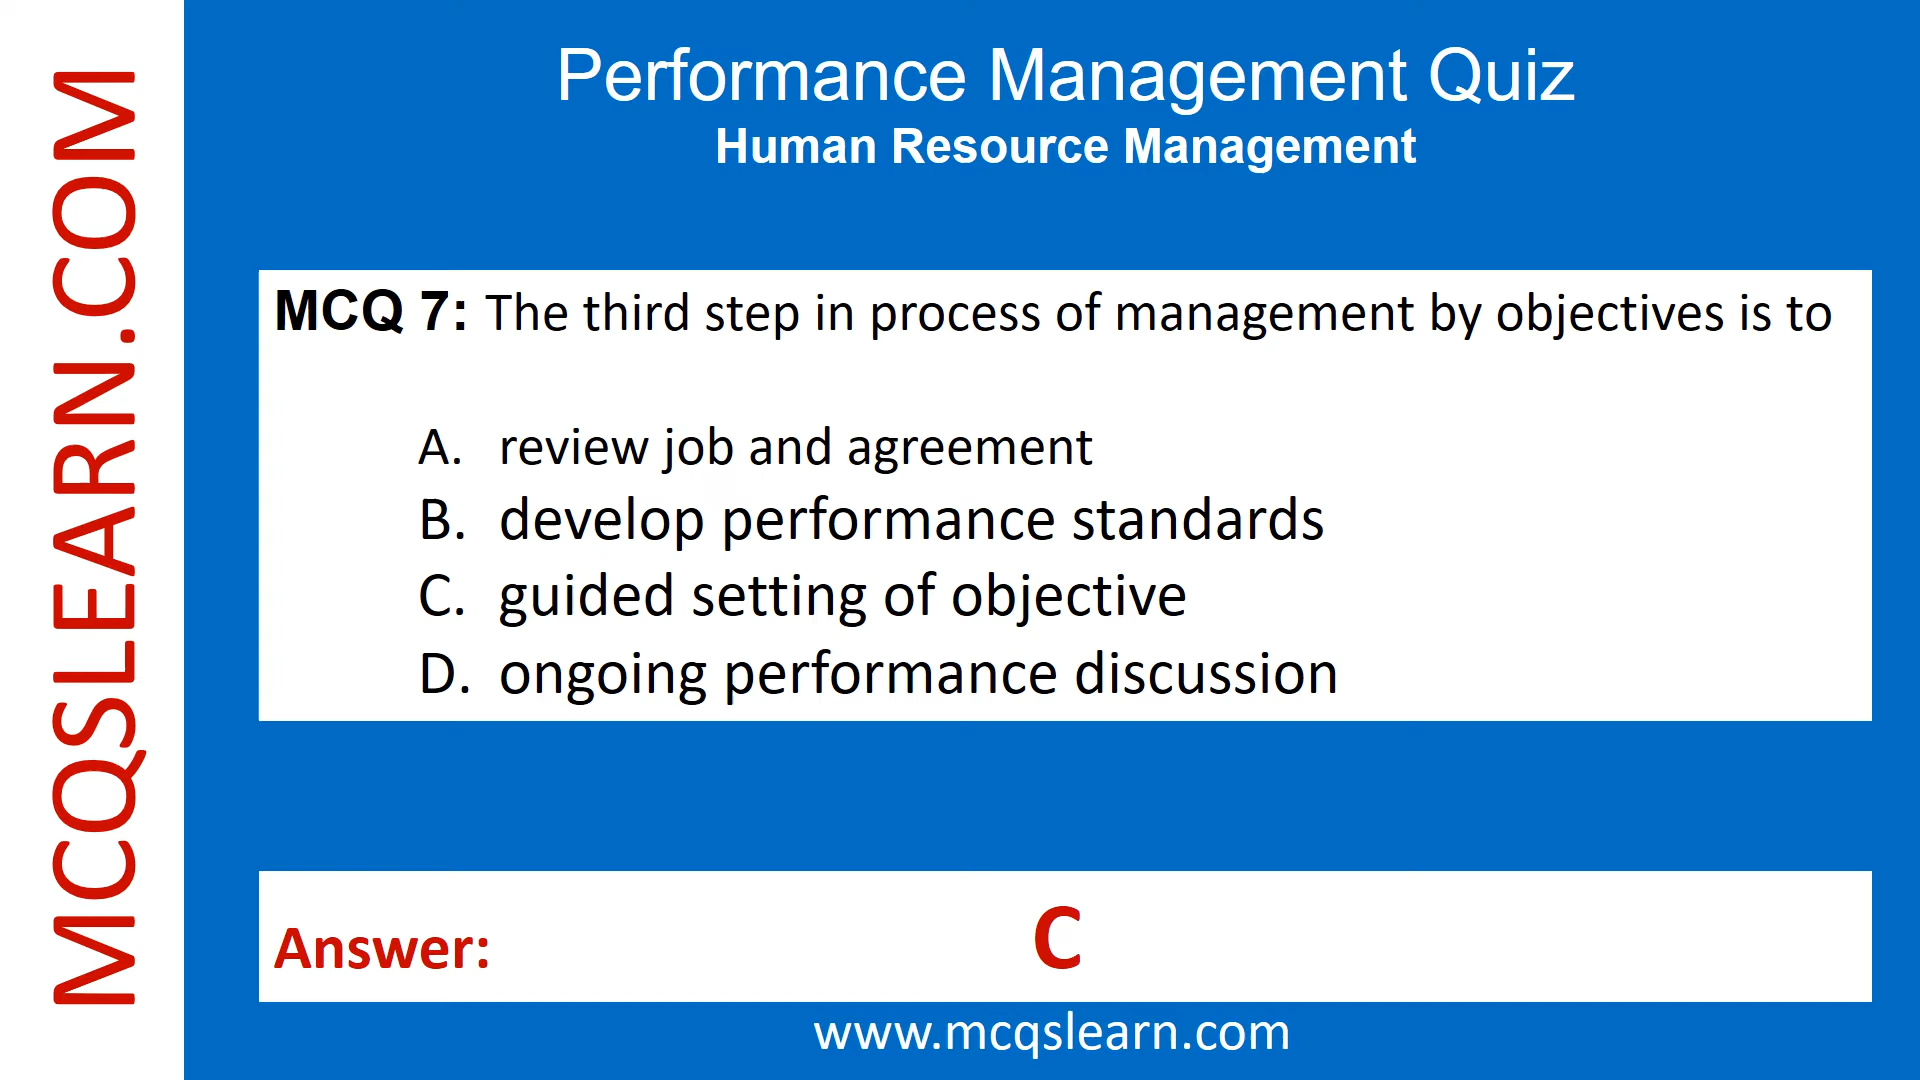 MCQSLEARN.COM
Performance Management Quiz
Human Resource Management
MCQ 7: The third step in process of management by objectives is to
A. review job and agreement
B. develop performance standards
C. guided setting of objective
D. ongoing performance discussion
Answer: C
www.mcqslearn.com